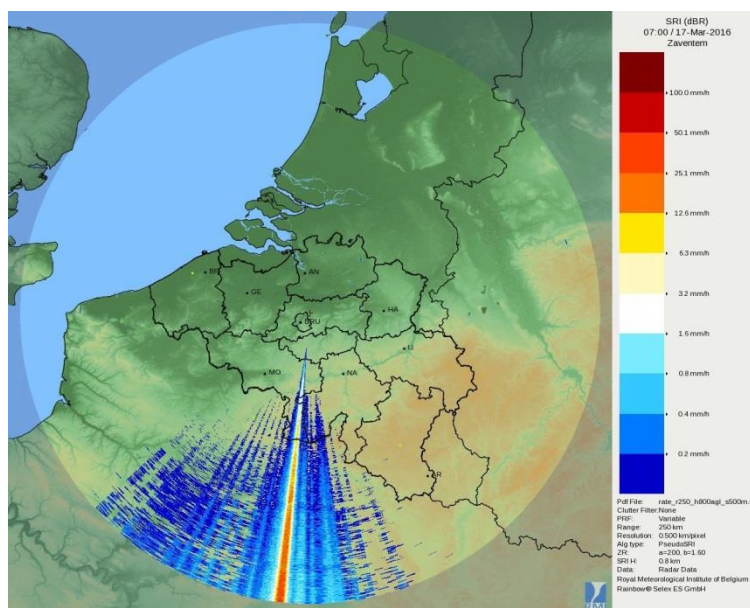 SRI (dBR)
07:00 / 17-Mar-2016
Zaventem
100.0 mm/h
50.1 mm/h
25.1 mm/h
12.6 mm/h
6.3 mm/h
3.2 mm/h
1.6 mm/h
0.8 mm/h
0.4 mm/h
0.2 mm/h
BR
AN
GE
HA
BRU
LI
MO
NA
AR
Pdf File: rate_r250_h800agl_s500m.
Clutter Filter: None
PRF: Variable
Range: 250 km
Resolution: 0.500 km/pixel
Alg type: PseudoSRI
ZR: a=200, b=1.60
SRI H: 0.8 km
Data: Radar Data
Royal Meteorological Institute of Belgium
Rainbow® Selex ES GmbH